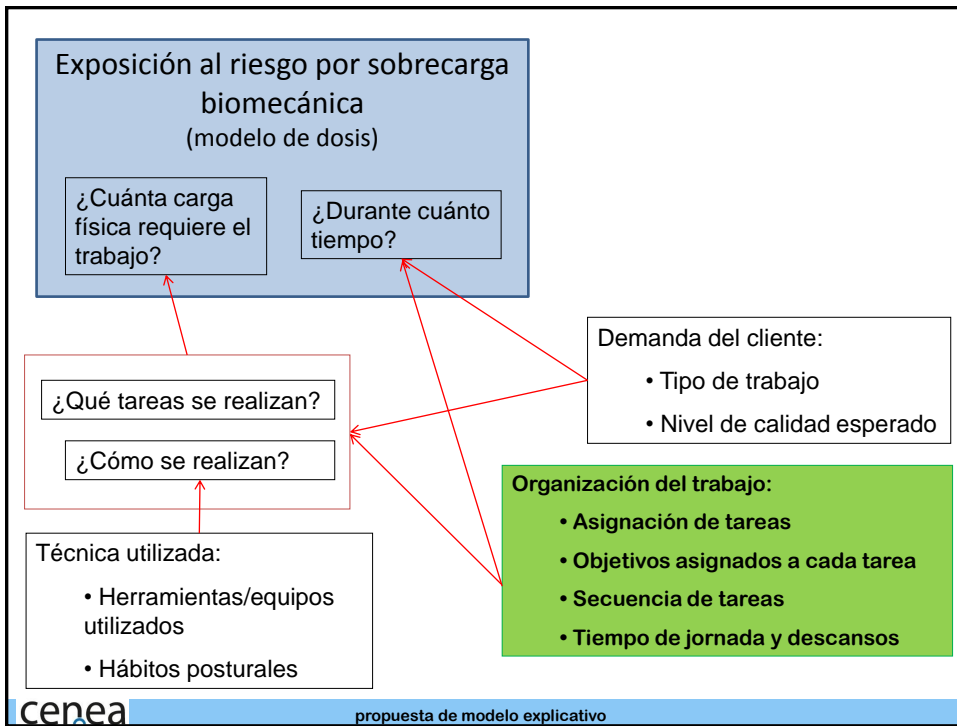 Exposición al riesgo por sobrecarga
biomecánica
(modelo de dosis)
¿Cuánta carga
física requiere el
trabajo?
¿Durante cuánto
tiempo?
¿Qué tareas se realizan?
¿Cómo se realizan?
Demanda del cliente:
• Tipo de trabajo
• Nivel de calidad esperado
Organización del trabajo:
• Asignación de tareas
• Objetivos asignados a cada tarea
• Secuencia de tareas
• Tiempo de jornada y descansos
Técnica utilizada:
• Herramientas/equipos
utilizados
• Hábitos posturales
cenea
propuesta de modelo explicativo